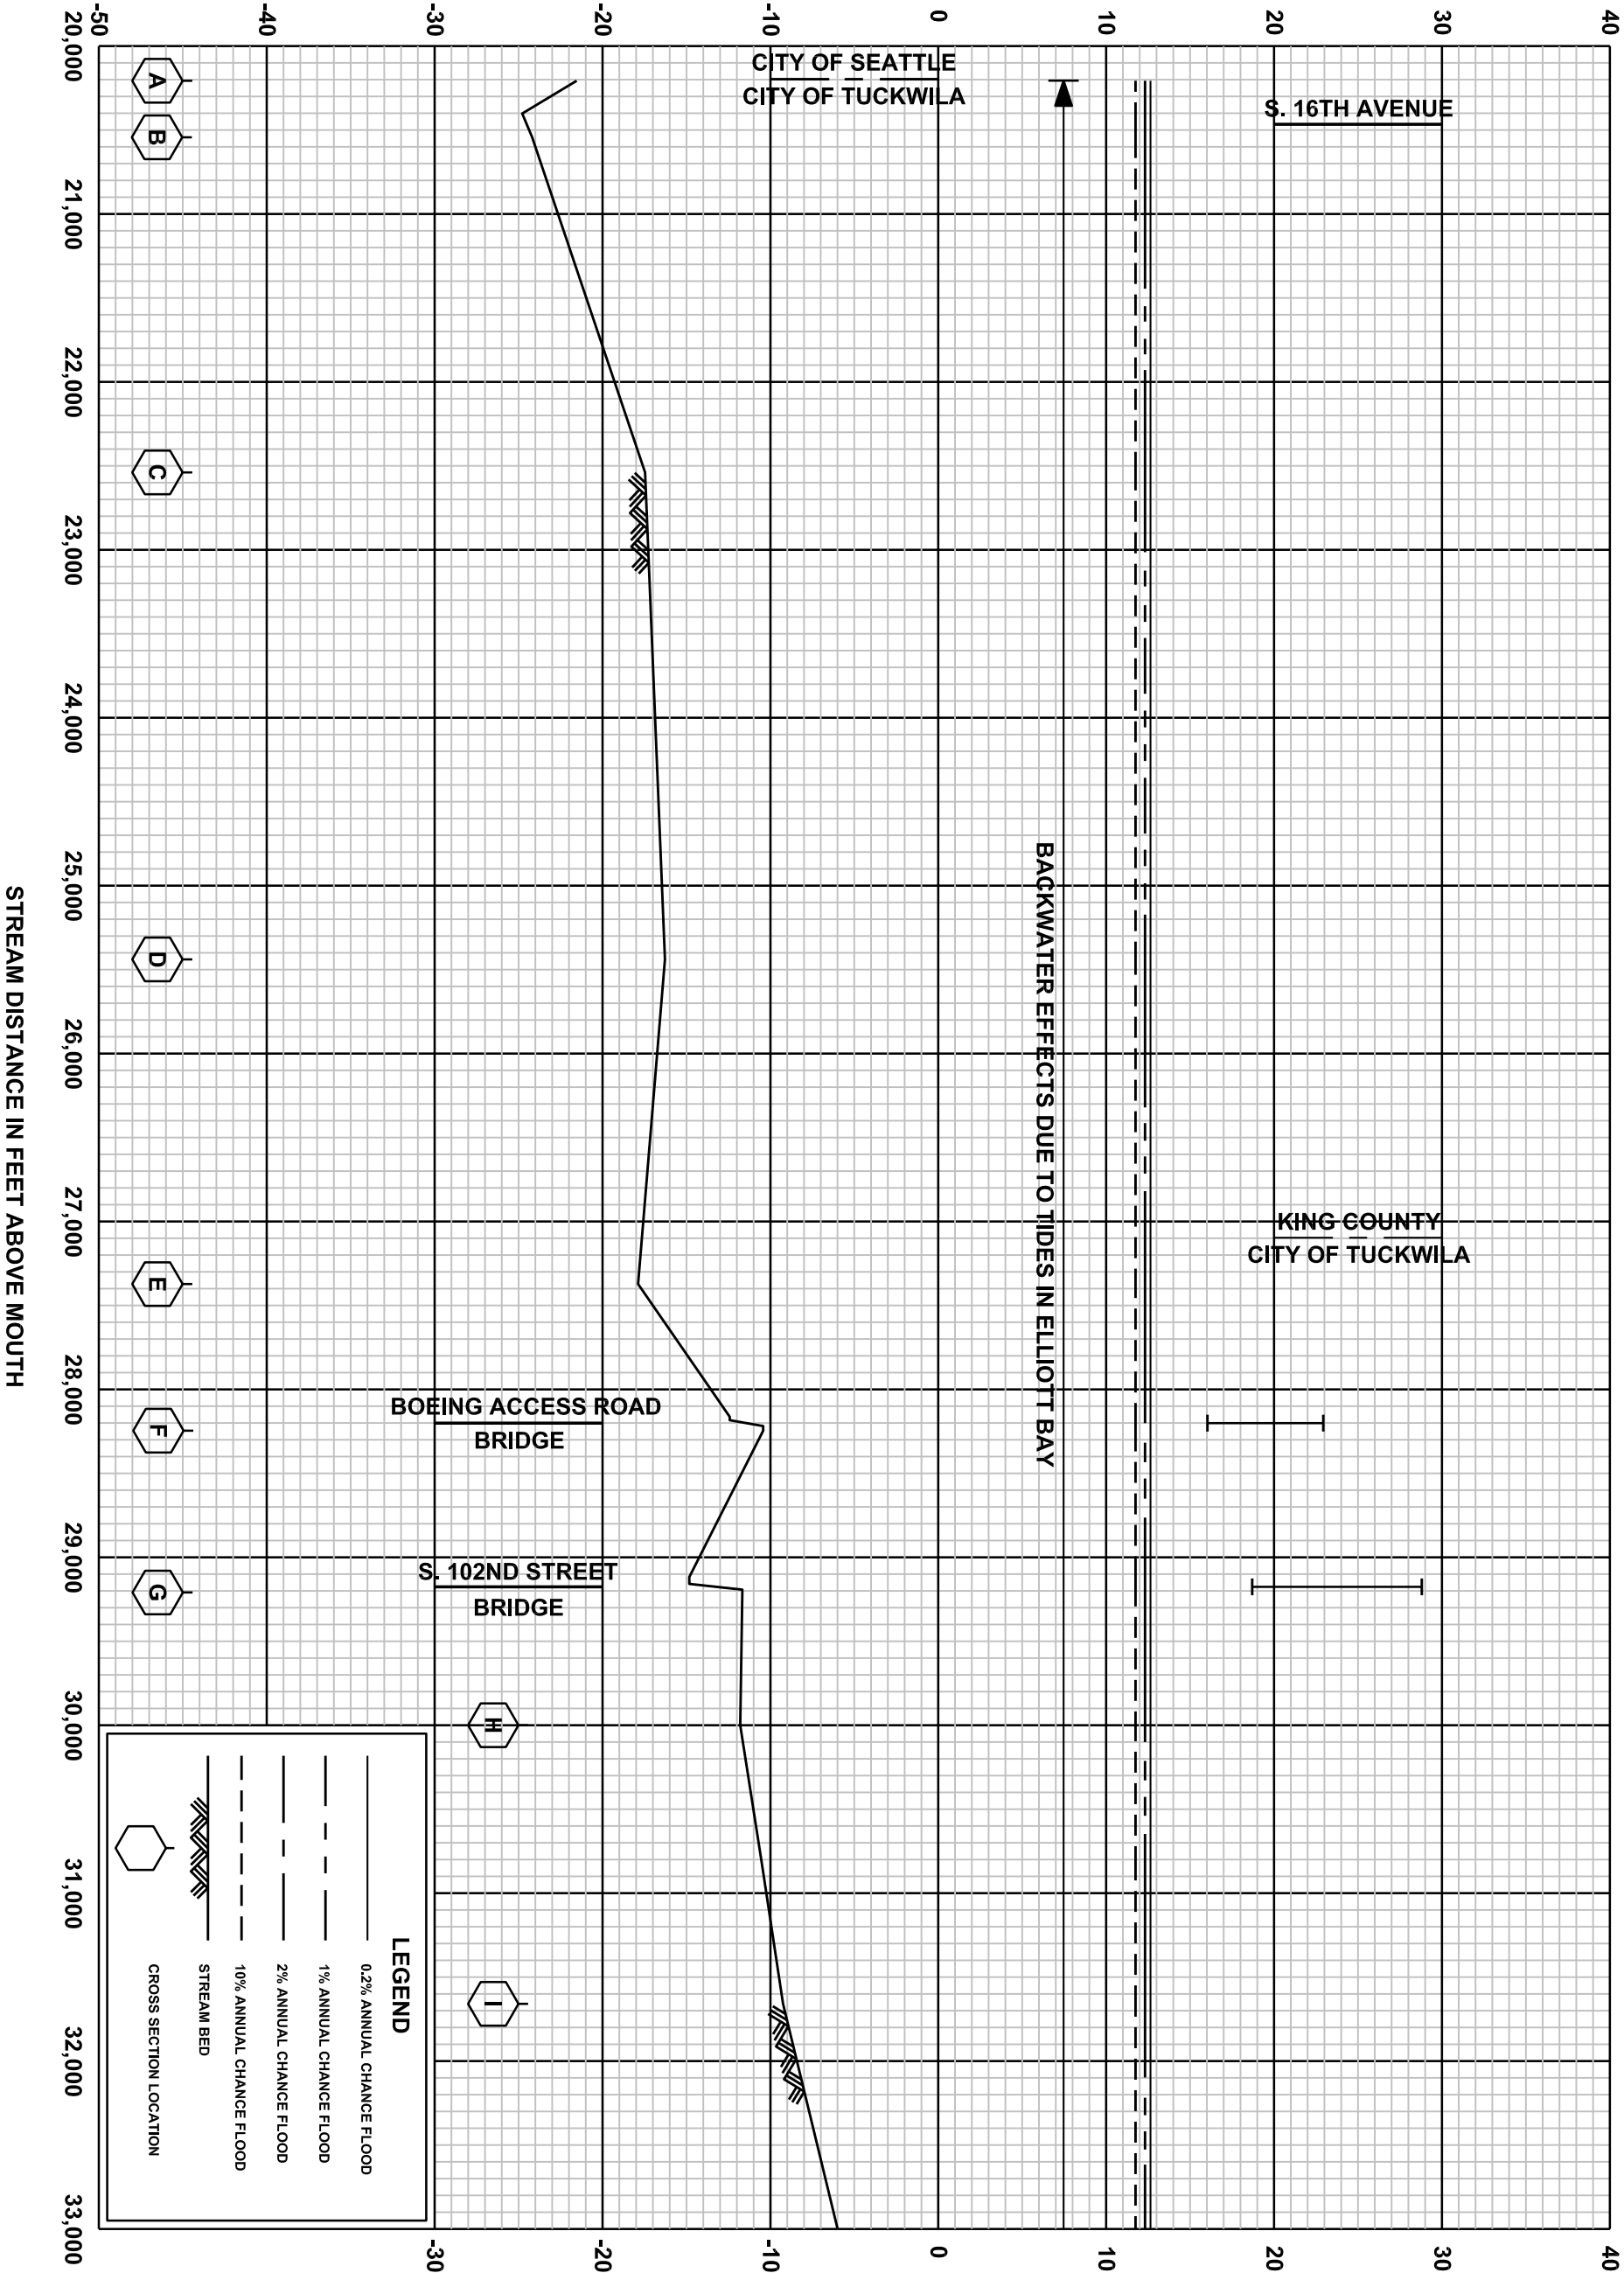 -50
-40
-30
-20
-10
0
10
20
30
40
20,000
21,000
22,000
23,000
24,000
25,000
26,000
27,000
28,000
29,000
30,000
31,000
32,000
33,000
STREAM DISTANCE IN FEET ABOVE MOUTH
A
B
C
D
E
F
G
H
I
CITY OF SEATTLE
CITY OF TUCKWILA
S. 16TH AVENUE
BACKWATER EFFECTS DUE TO TIDES IN ELLIOTT BAY
KING COUNTY
CITY OF TUCKWILA
BOEING ACCESS ROAD
BRIDGE
S. 102ND STREET
BRIDGE
LEGEND
0.2% ANNUAL CHANCE FLOOD
1% ANNUAL CHANCE FLOOD
2% ANNUAL CHANCE FLOOD
10% ANNUAL CHANCE FLOOD
STREAM BED
CROSS SECTION LOCATION
-30
-20
-10
0
10
20
30
40